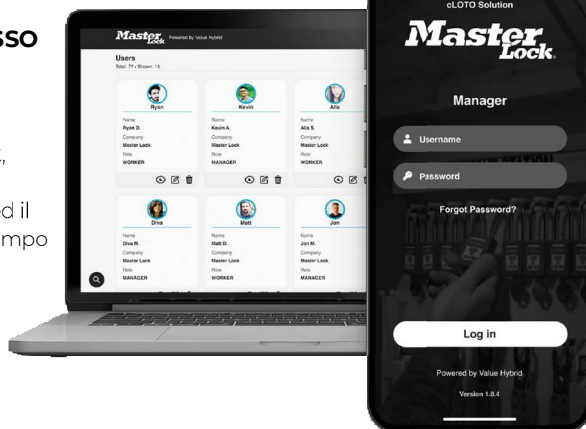 sso
d il
mpo
Master Lock Powered by Value Hybrid
Users
Total: 77 / Shown: 15
Ryan
Name
Ryan D.
Company
Master Lock
Role
WORKER
Kevin
Name
Kevin A.
Company
Master Lock
Role
MANAGER
Alia
Name
Alia S.
Company
Master Lock
Role
WORKER
Diva
Name
Diva M.
Company
Master Lock
Role
MANAGER
Matt
Name
Matt D.
Company
Master Lock
Role
WORKER
Jon
Name
Jon M.
Company
Master Lock
Role
MANAGER
cLOTO Solution
Master
Lock.
Manager
Username
Password
Forgot Password?
Log in
Powered by Value Hybrid
Version 1.0.4